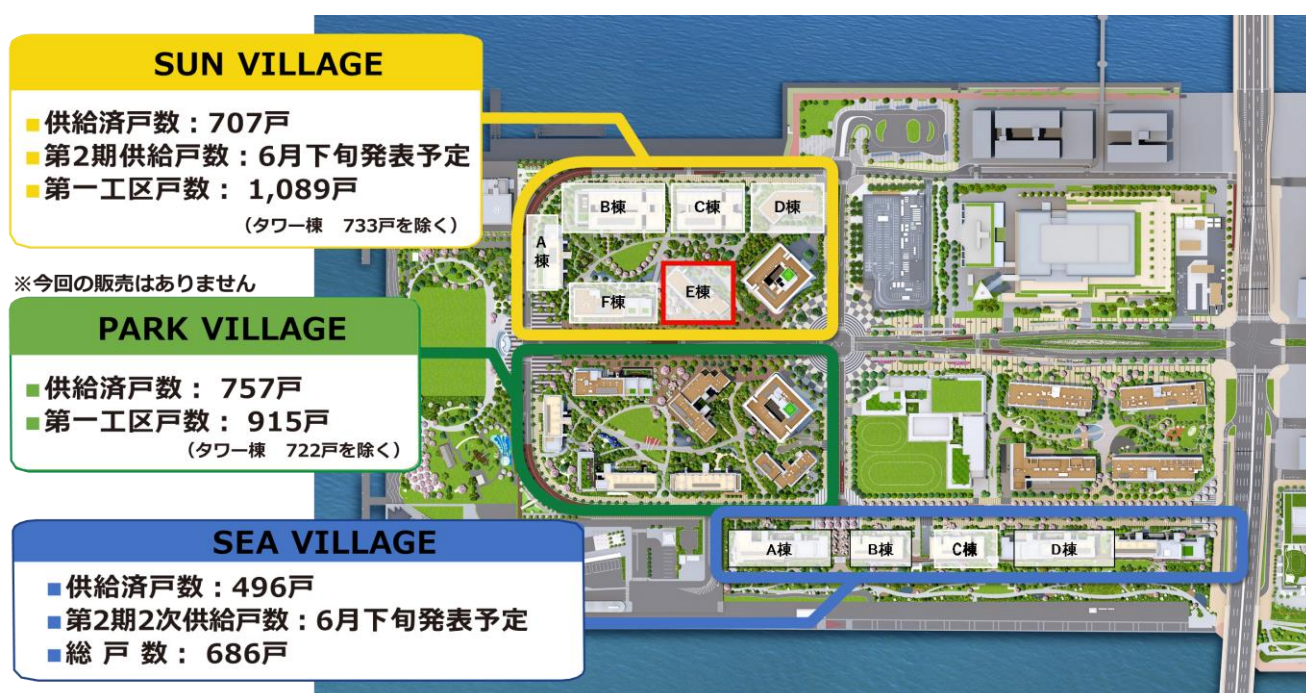 SUN VILLAGE
■供給済戸数：707戸
■第2期供給戸数：6月下旬発表予定
■第一工区戸数： 1,089戸
（タワー棟　733戸を除く）
※今回の販売はありません
PARK VILLAGE
■供給済戸数： 757戸
■第一工区戸数： 915戸
（タワー棟　722戸を除く）
SEA VILLAGE
■供給済戸数：496戸
■第2期2次供給戸数：6月下旬発表予定
■総 戸 数： 686戸
A
棟
B棟
C棟
D棟
F棟
E棟
A棟
B棟
C棟
D棟